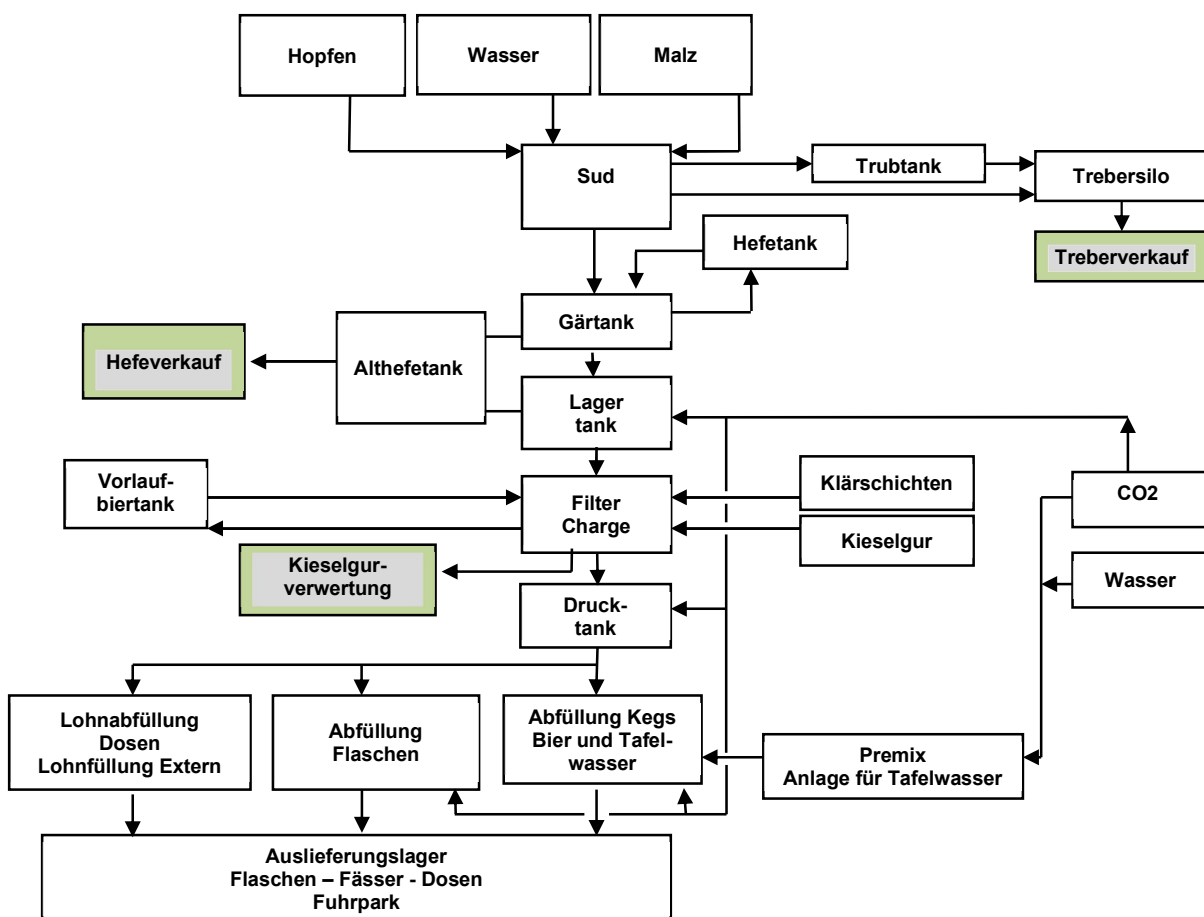 Hopfen
Wasser
Malz
Sud
Trubtank
Trebersilo
Treberverkauf
Hefetank
Gärtank
Hefeverkauf
Althefetank
Lager
tank
Vorlauf-
biertank
Filter
Charge
Klärschichten
Kieselgur
CO2
Wasser
Kieselgur-
verwertung
Druck-
tank
Lohnabfüllung
Dosen
Lohnfüllung Extern
Abfüllung
Flaschen
Abfüllung Kegs
Bier und Tafel-
wasser
Premix
Anlage für Tafelwasser
Auslieferungslager
Flaschen – Fässer - Dosen
Fuhrpark